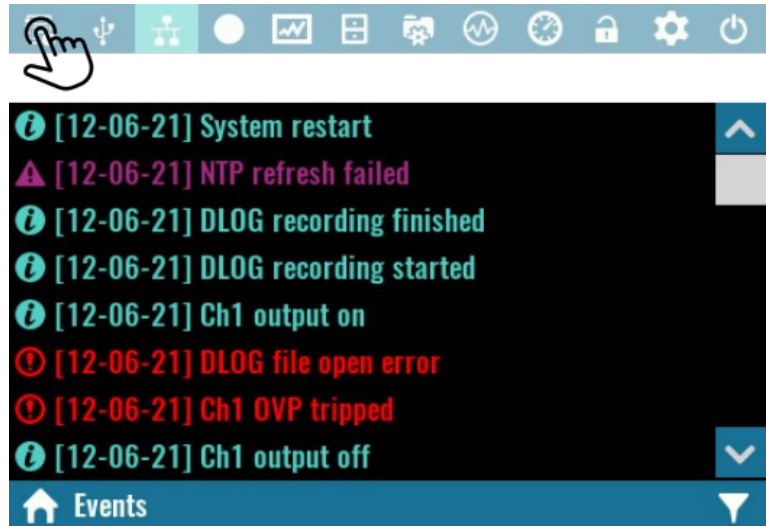 [12-06-21] System restart
[12-06-21] NTP refresh failed
[12-06-21] DLOG recording finished
[12-06-21] DLOG recording started
[12-06-21] Ch1 output on
[12-06-21] DLOG file open error
[12-06-21] Ch1 OVP tripped
[12-06-21] Ch1 output off
Events